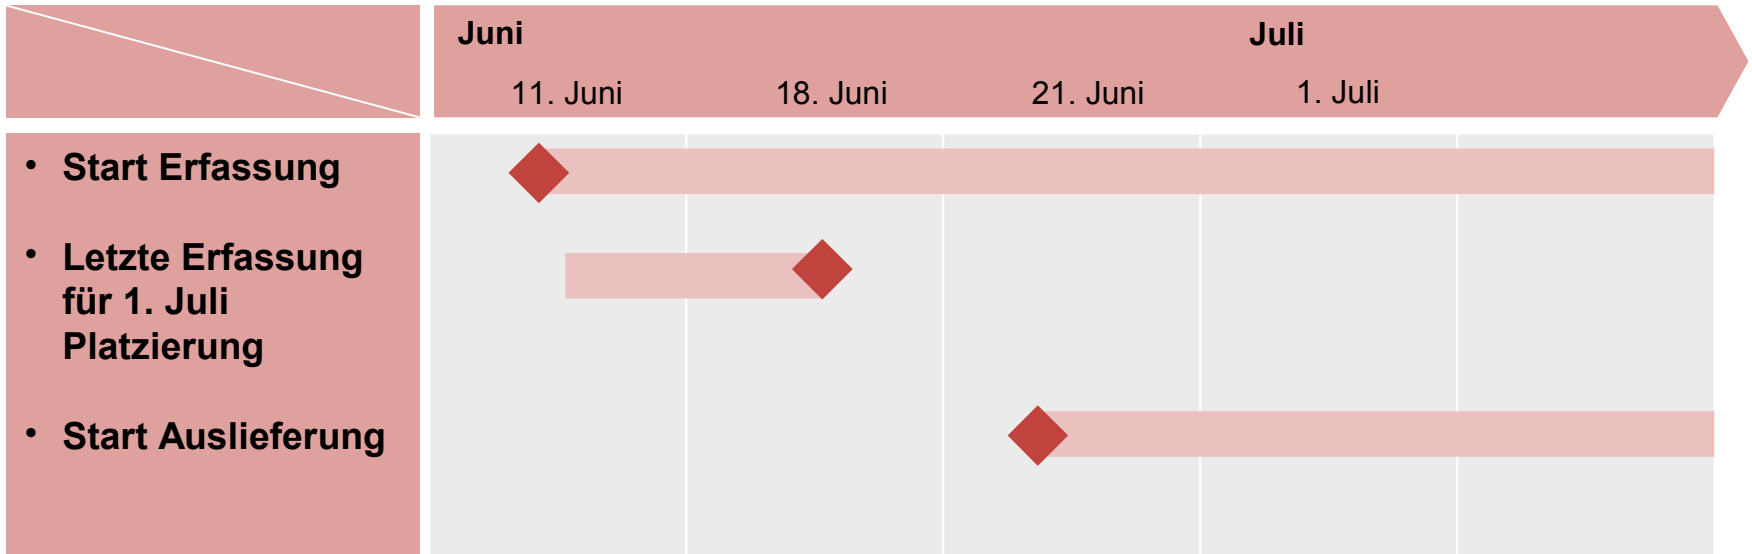 Juni
Juli
11. Juni
18. Juni
21. Juni
1. Juli
• Start Erfassung
• Letzte Erfassung
für 1. Juli
Platzierung
• Start Auslieferung